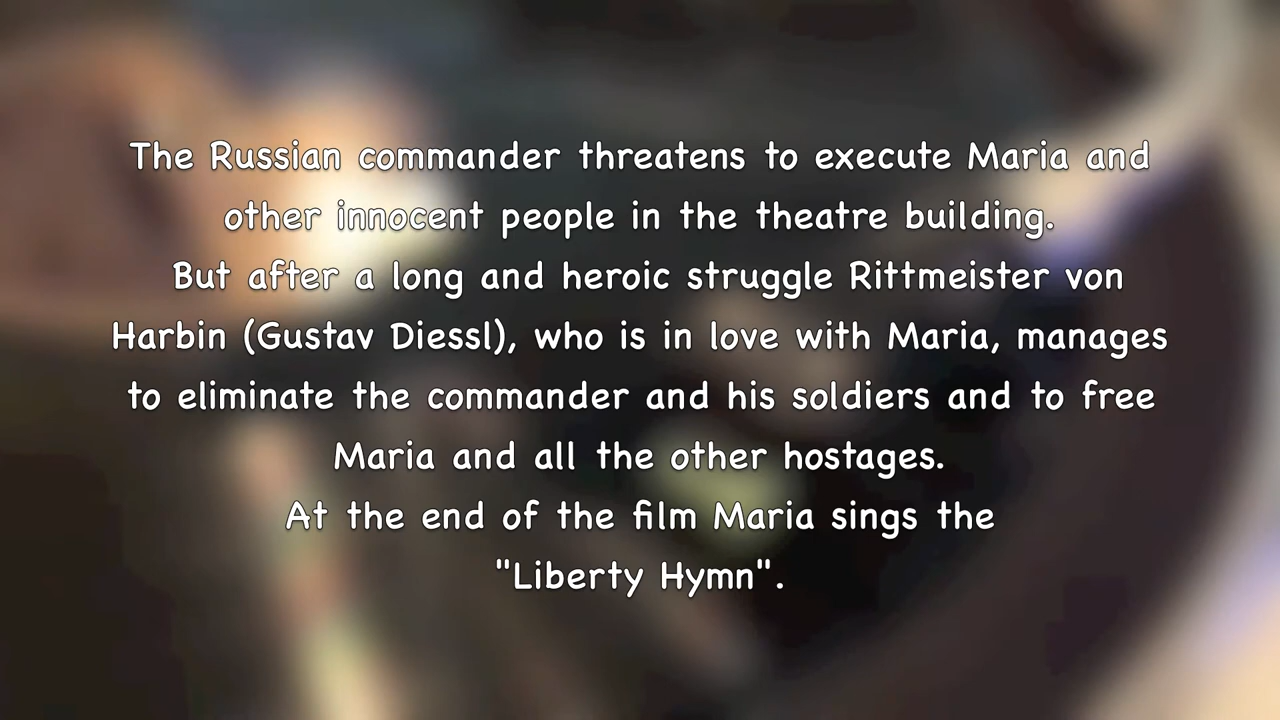 The Russian commander threatens to execute Maria and
other innocent people in the theatre building.
But after a long and heroic struggle Rittmeister von
Harbin (Gustav Diessl), who is in love with Maria, manages
to eliminate the commander and his soldiers and to free
Maria and all the other hostages.
At the end of the film Maria sings the
"Liberty Hymn".